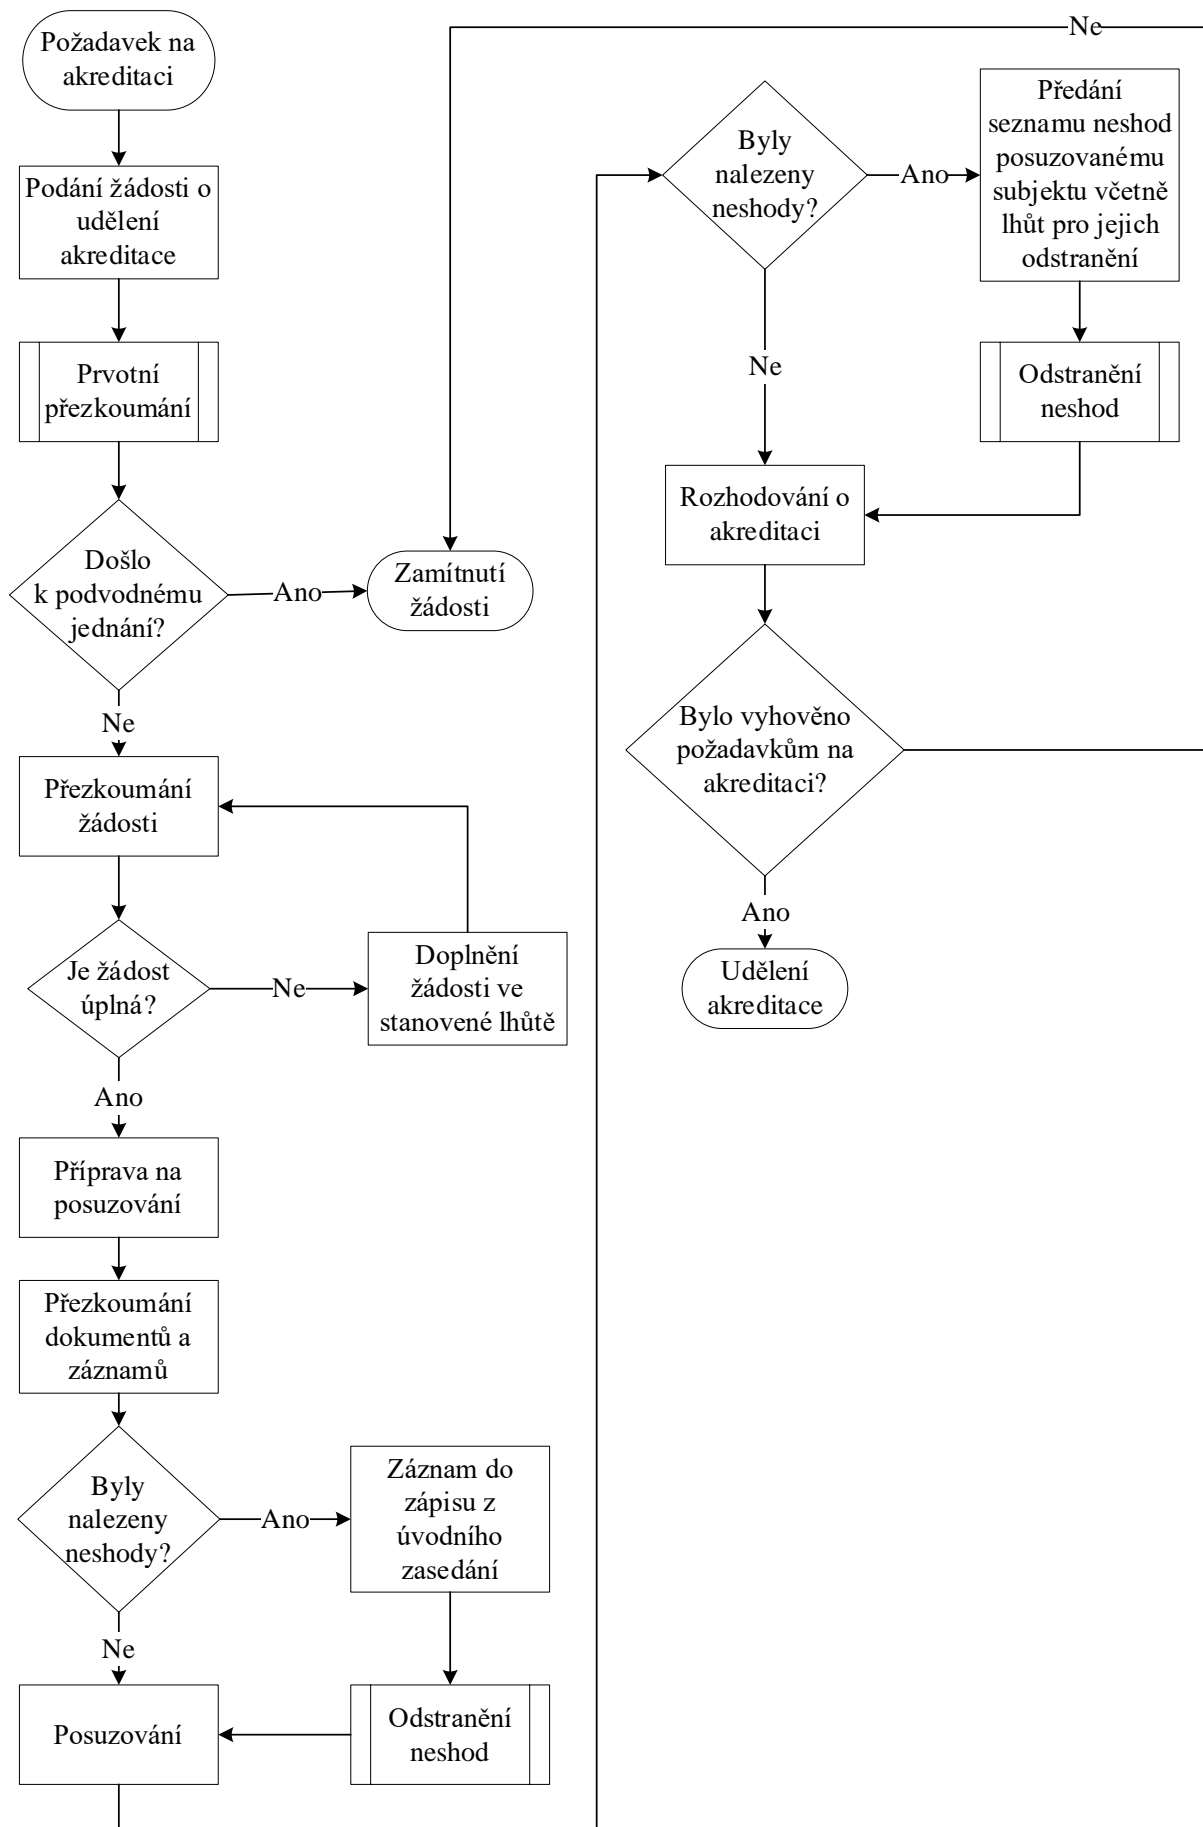 Požadavek na
akreditaci
Podání žádosti o
udělení
akreditace
Prvotní
přezkoumání
Došlo
k podvodnému
jednání?
Ano
Zamítnutí
žádosti
Ne
Přezkoumání
žádosti
Je žádost
úplná?
Ne
Doplnění
žádosti ve
stanovené lhůtě
Ano
Příprava na
posuzování
Přezkoumání
dokumentů a
záznamů
Byly
nalezeny
neshody?
Ano
Záznam do
zápisu z
úvodního
zasedání
Ne
Odstranění
neshod
Posuzování
Byly
nalezeny
neshody?
Ano
Předání
seznamu neshod
posuzovanému
subjektu včetně
lhůt pro jejich
odstranění
Ne
Odstranění
neshod
Rozhodování o
akreditaci
Bylo vyhověno
požadavkům na
akreditaci?
Ne
Ano
Udělení
akreditace